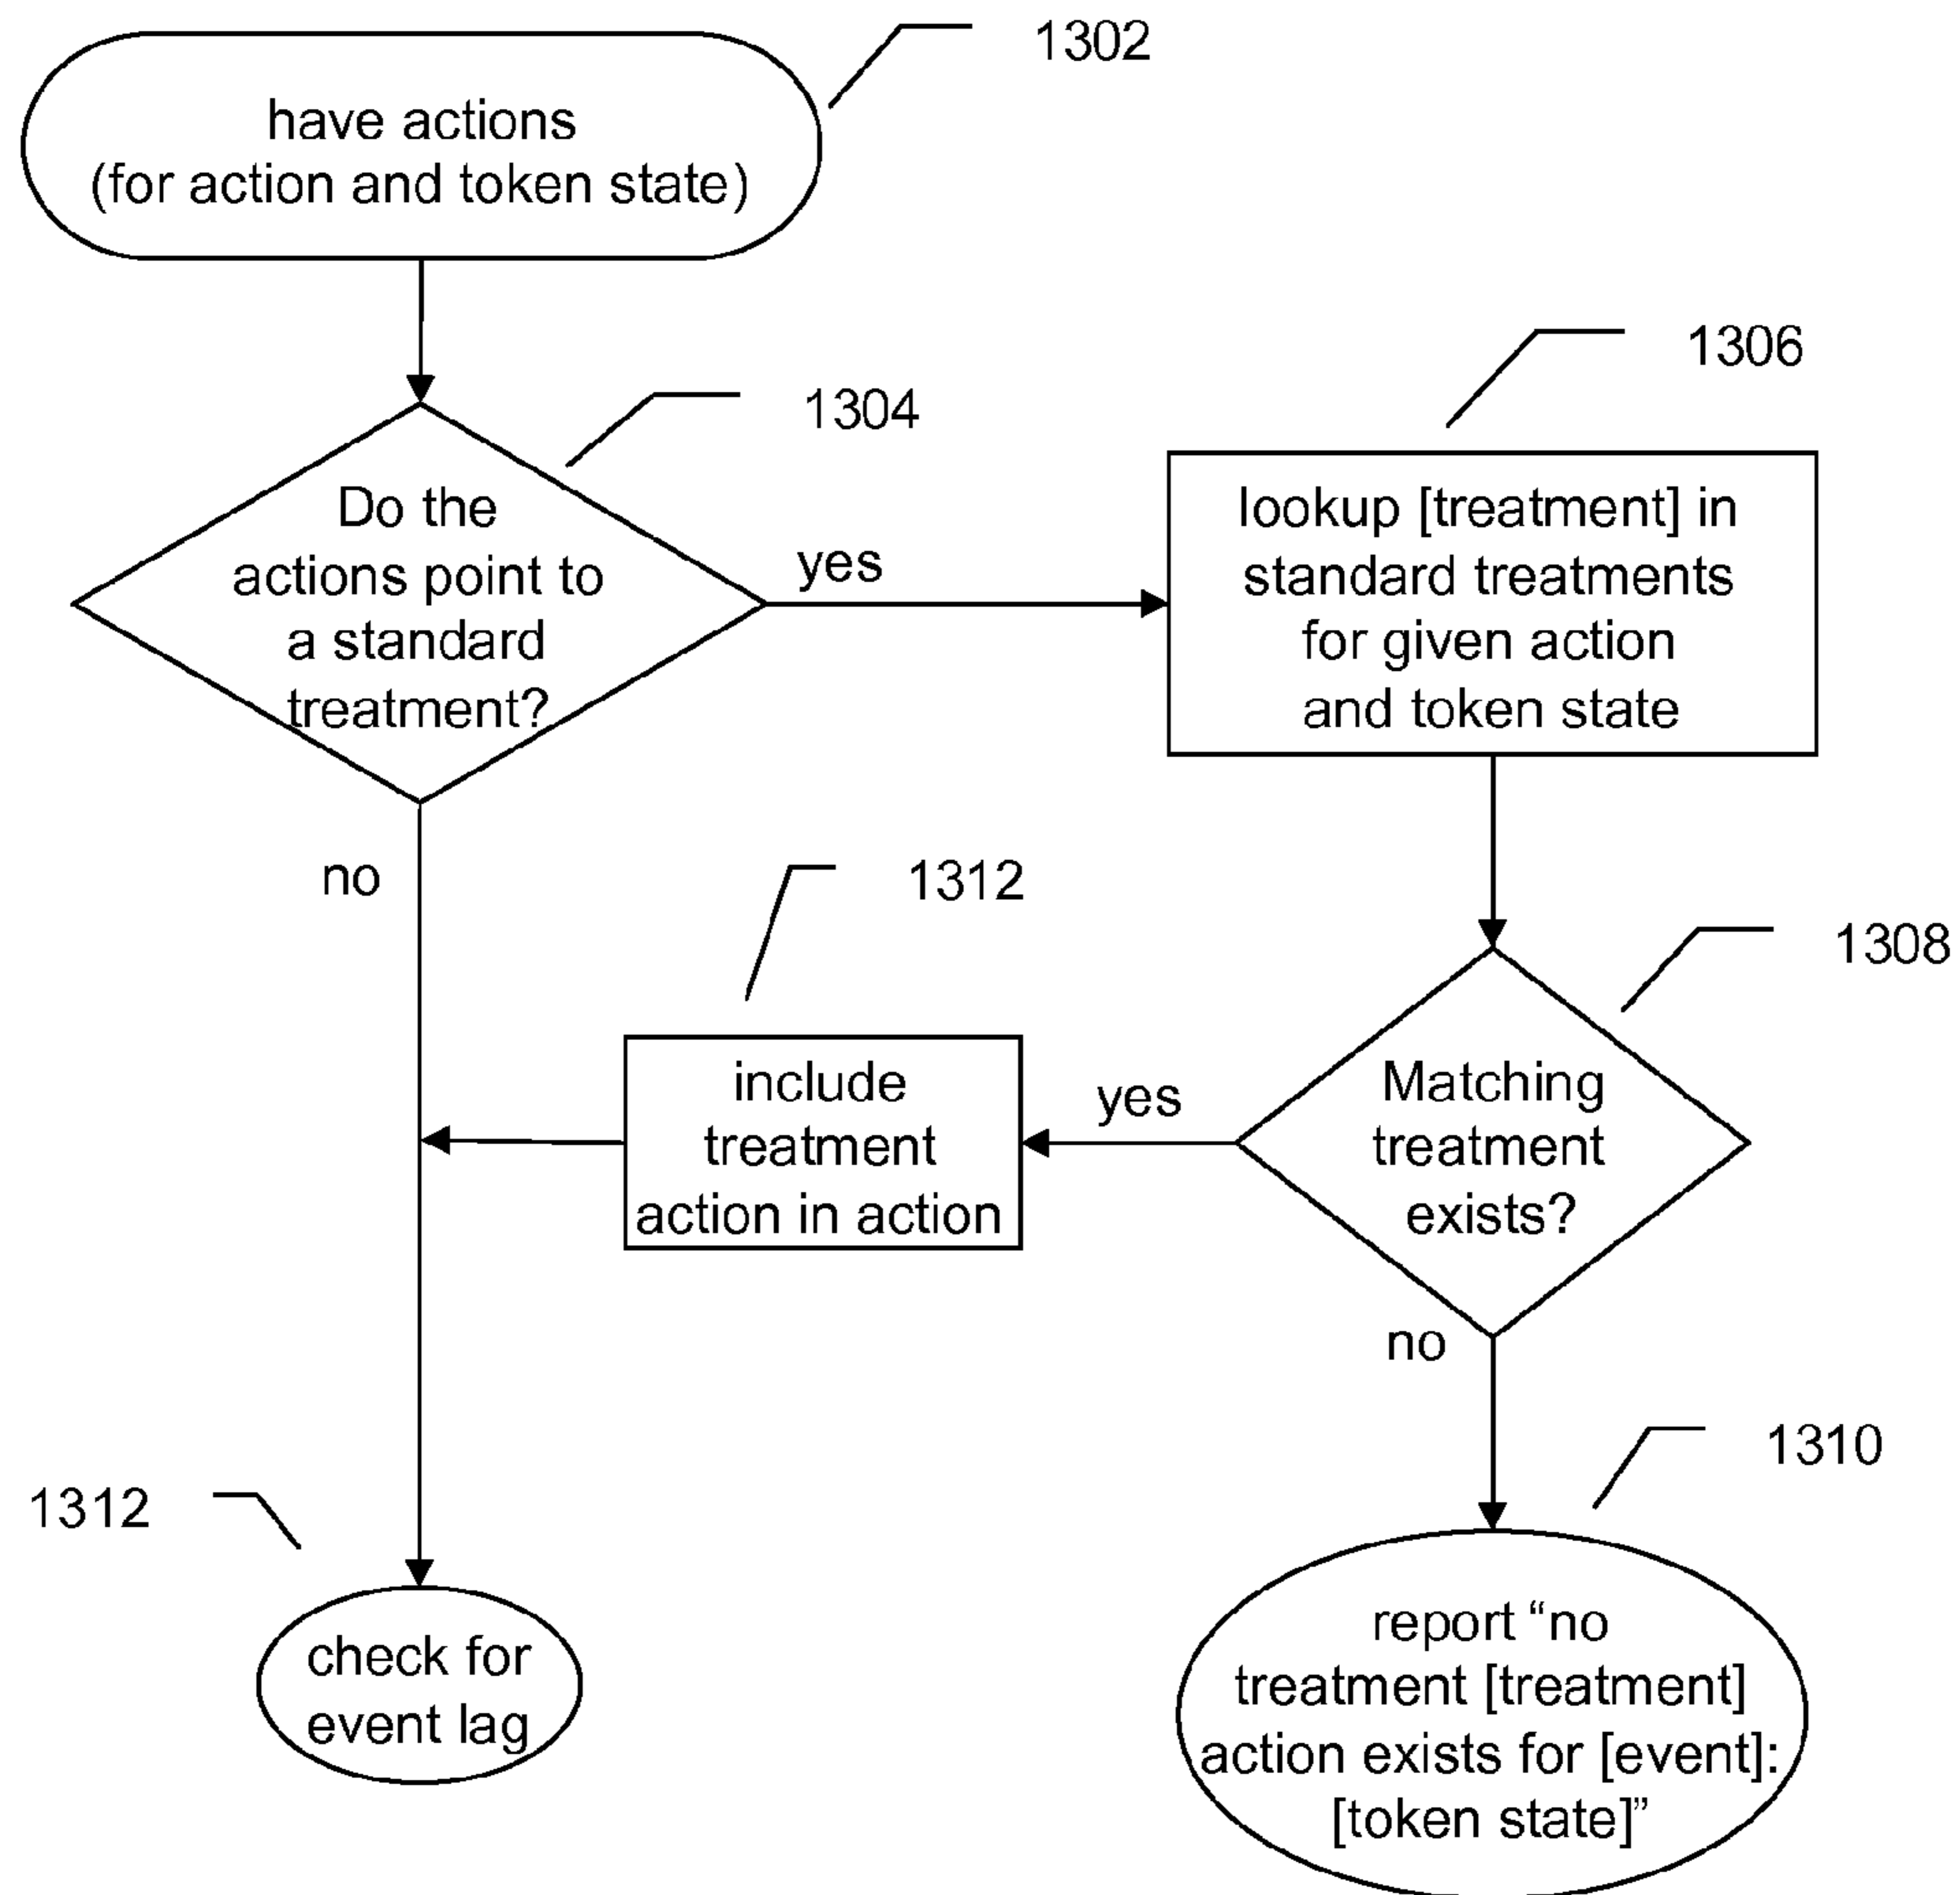 1302
have actions
(for action and token state)
1304
Do the
actions point to
a standard
treatment?
yes
1306
lookup [treatment] in
standard treatments
for given action
and token state
no
1312
include
treatment
action in action
yes
1308
Matching
treatment
exists?
no
1312
check for
event lag
1310
report “no
treatment [treatment]
action exists for [event]:
[token state]”